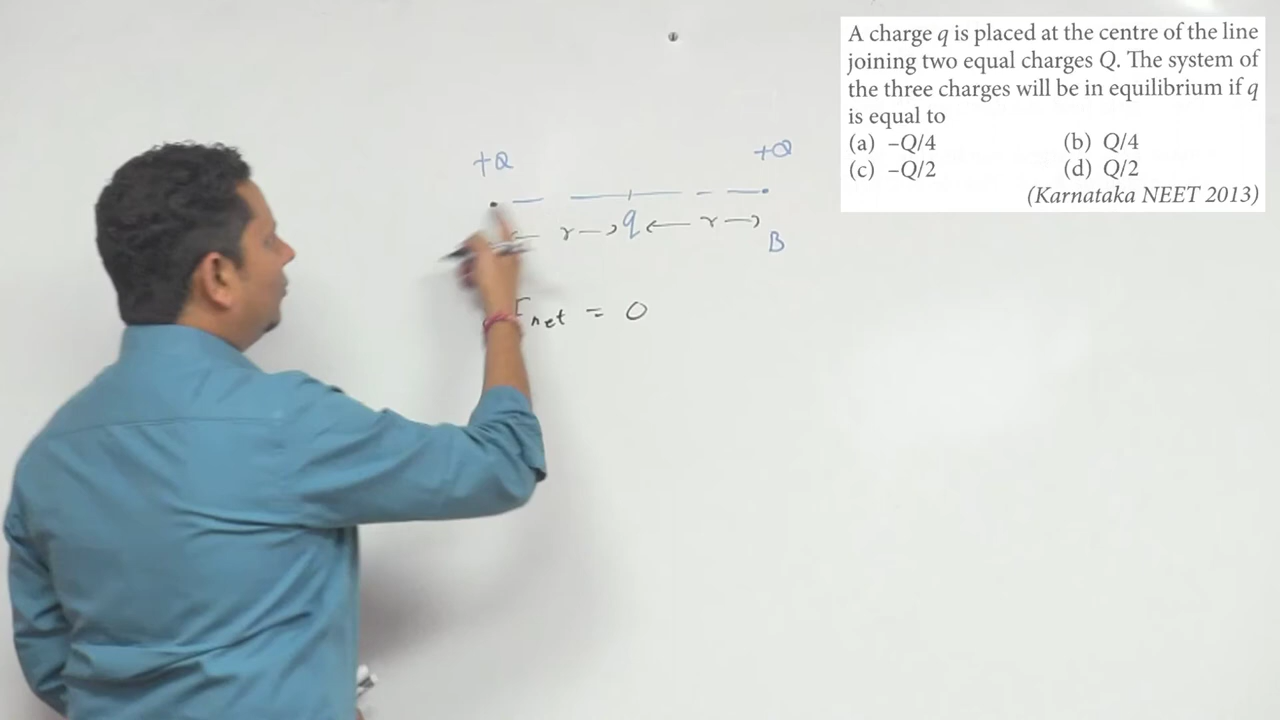 A charge q is placed at the centre of the line
joining two equal charges Q. The system of
the three charges will be in equilibrium if q
is equal to
(a) –Q/4 (b) Q/4
(c) –Q/2 (d) Q/2
(Karnataka NEET 2013)
+Q +Q
r q r
B
net = 0